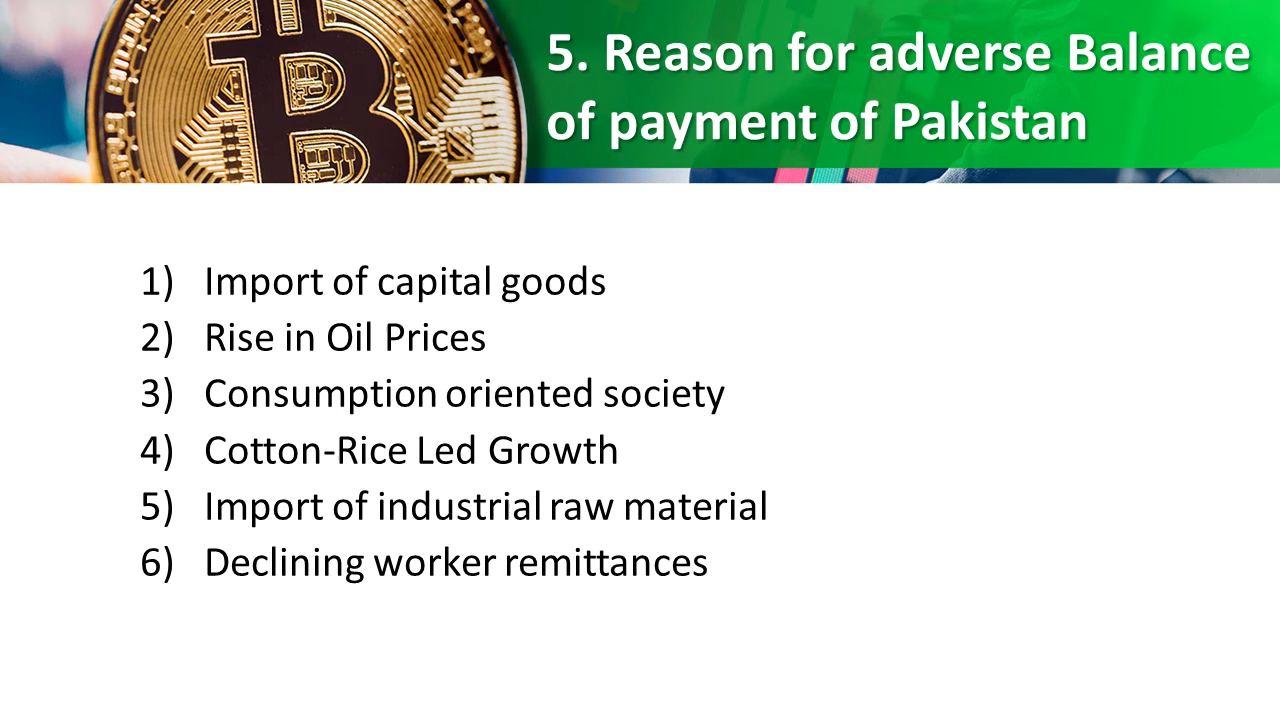 5. Reason for adverse Balance
of payment of Pakistan
1) Import of capital goods
2) Rise in Oil Prices
3) Consumption oriented society
4) Cotton-Rice Led Growth
5) Import of industrial raw material
6) Declining worker remittances